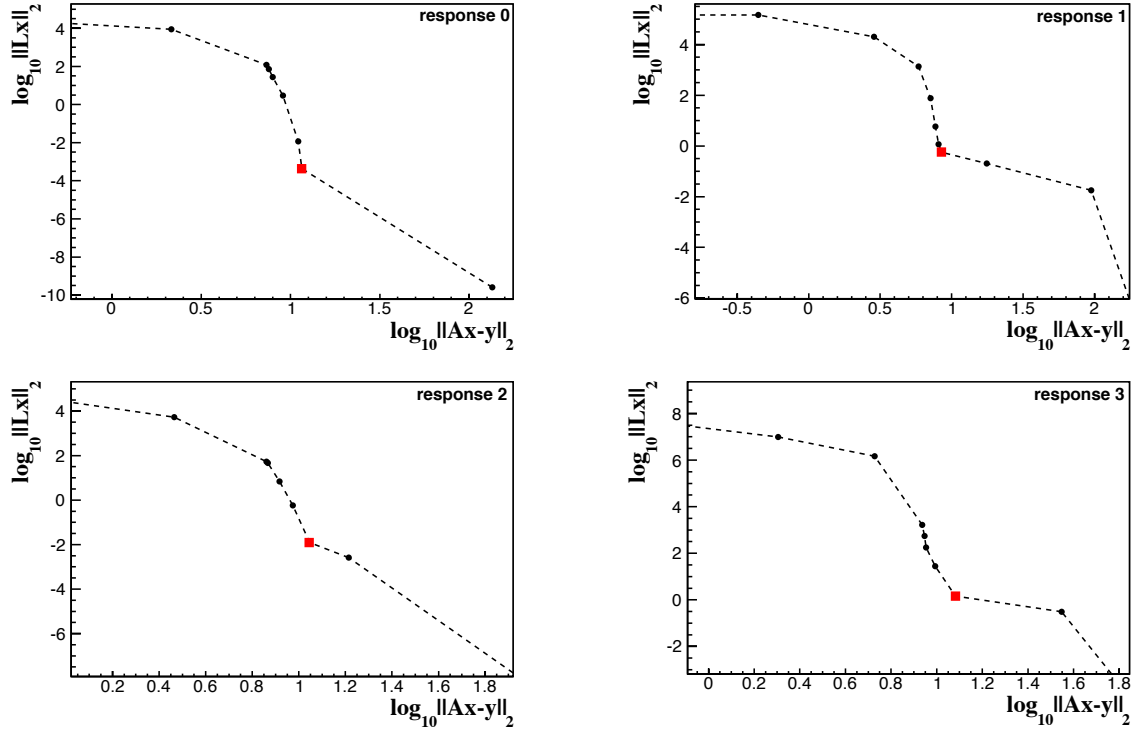 response 0
log10||Lx||2
4
2
0
-2
-4
-6
-8
-10
0 0.5 1 1.5 2
log10||Ax-y||2
response 1
log10||Lx||2
4
2
0
-2
-4
-6
-0.5 0 0.5 1 1.5 2
log10||Ax-y||2
response 2
log10||Lx||2
4
2
0
-2
-4
-6
0.2 0.4 0.6 0.8 1 1.2 1.4 1.6 1.8
log10||Ax-y||2
response 3
log10||Lx||2
8
6
4
2
0
-2
0 0.2 0.4 0.6 0.8 1 1.2 1.4 1.6 1.8
log10||Ax-y||2